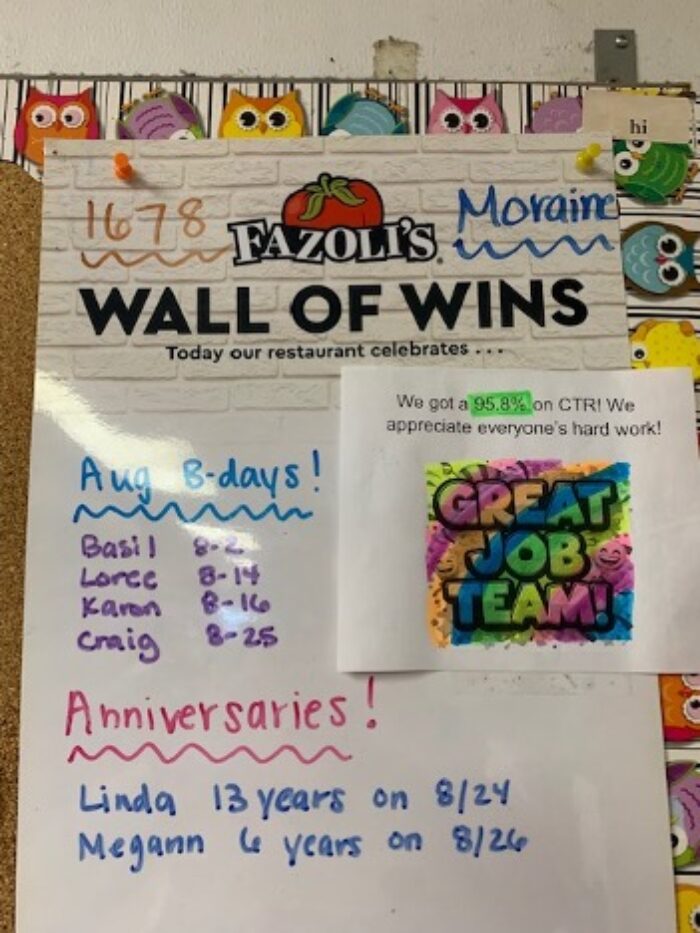 hi
1678 FAZOLI'S Moraine
WALL OF WINS
Today our restaurant celebrates . . .
We got a 95.8% on CTR! We
appreciate everyone's hard work!
GREAT
JOB
TEAM!
Aug B-days!
Basil 8-2
Loree 8-14
Karen 8-16
Craig 8-25
Anniversaries!
Linda 13 years on 8/24
Megann 6 years on 8/26